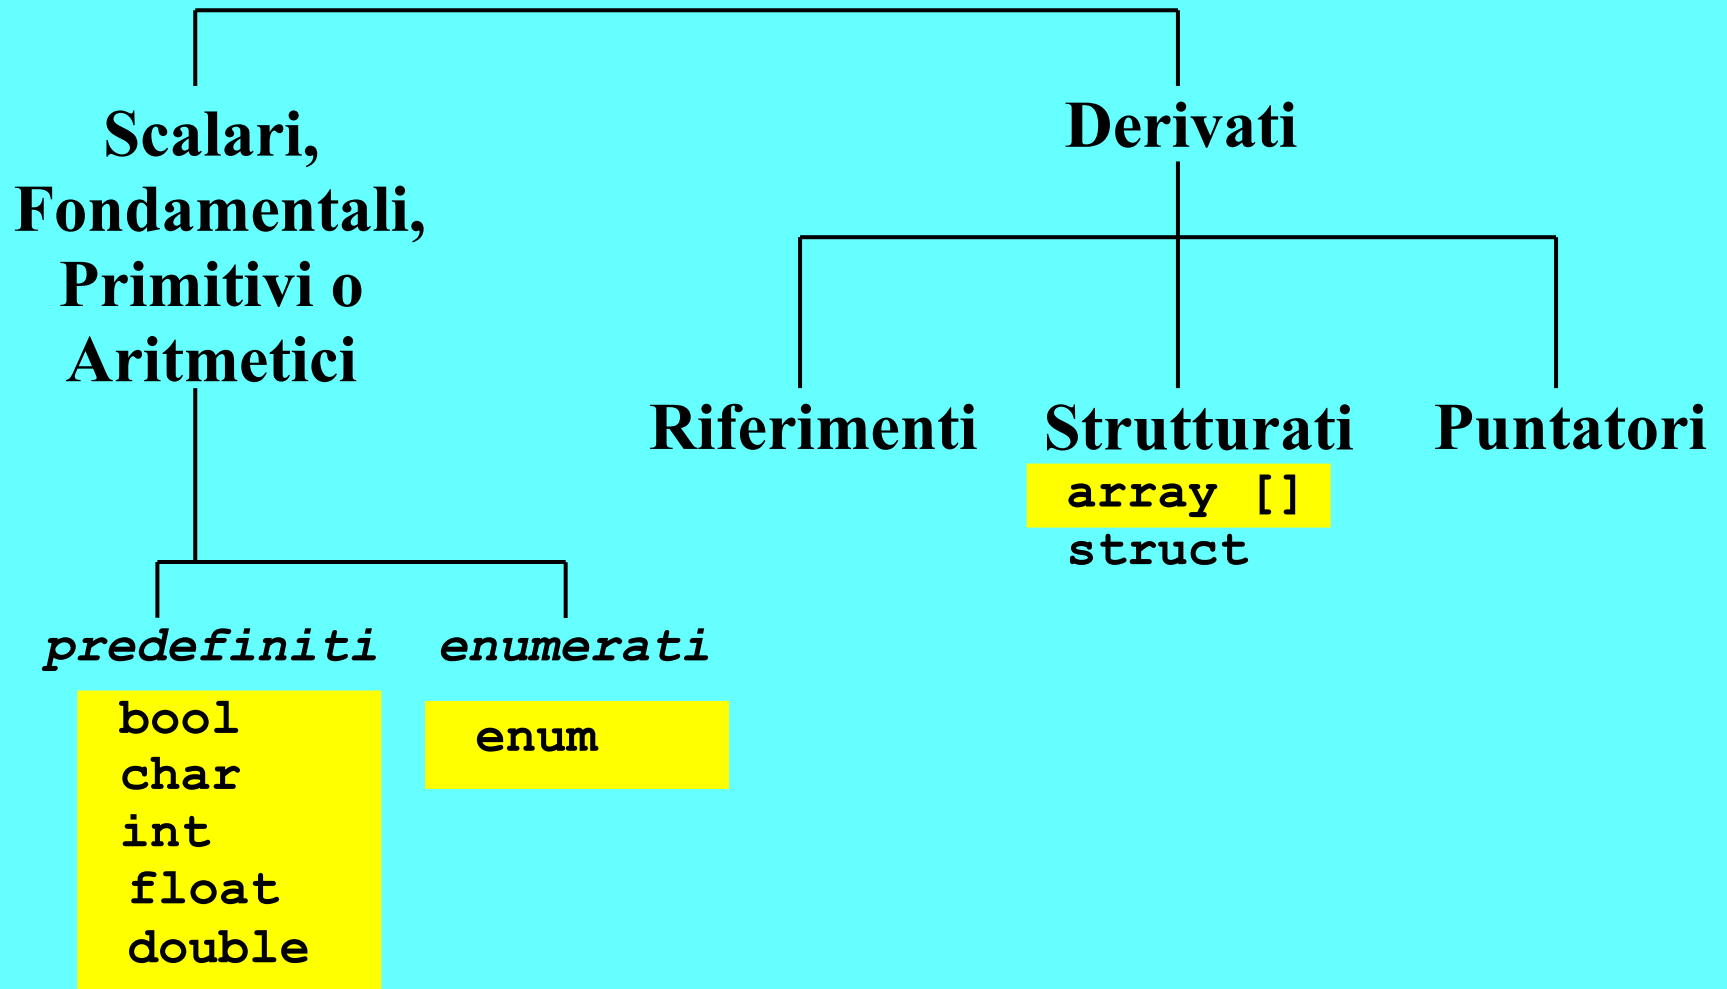 Scalari,
Fondamentali,
Primitivi o
Aritmetici
Derivati
Riferimenti
Strutturati
array []
struct
Puntatori
predefiniti
bool
char
int
float
double
enumerati
enum